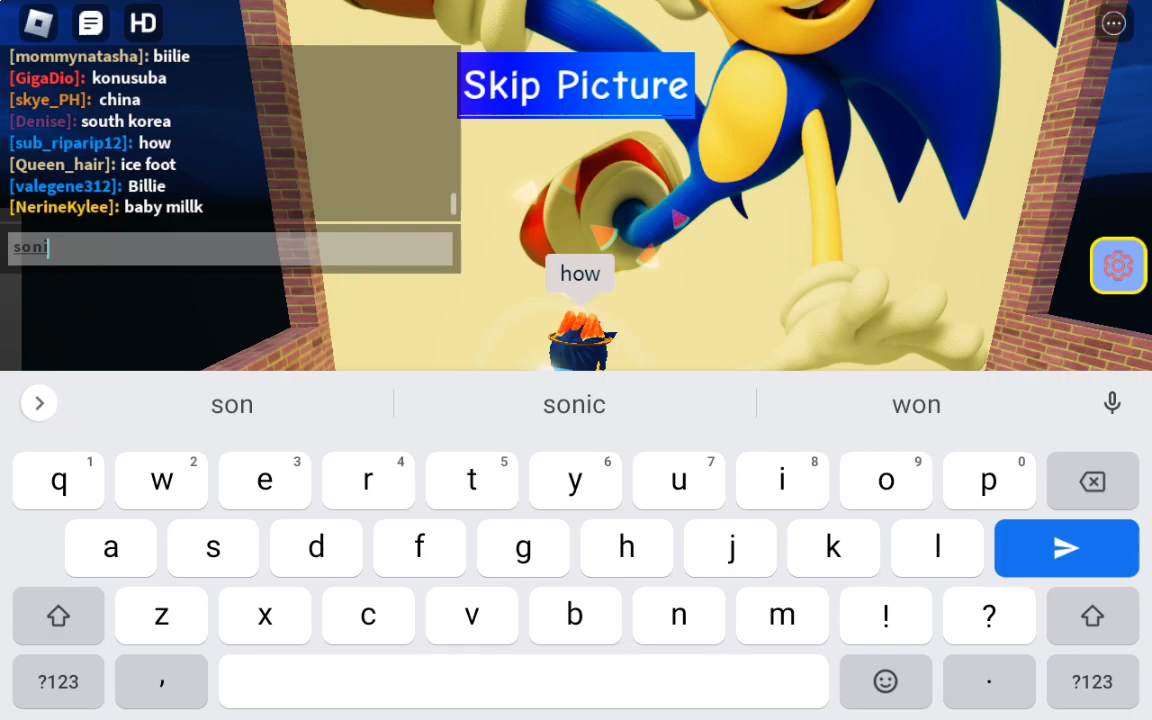 HD
[mommynatasha]: biilie
[GigaDio]: konusuba
[skye_PH]: china
[Denise]: south korea
[sub_riparip12]: how
[Queen_hair]: ice foot
[valegene312]: Billie
[NerineKylee]: baby millk
soni
Skip Picture
how
son sonic won
q 1 w 2 e 3 r 4 t 5 y 6 u 7 i 8 o 9 p 0
a s d f g h j k l
z x c v b n m ! ?
?123 , . ?123